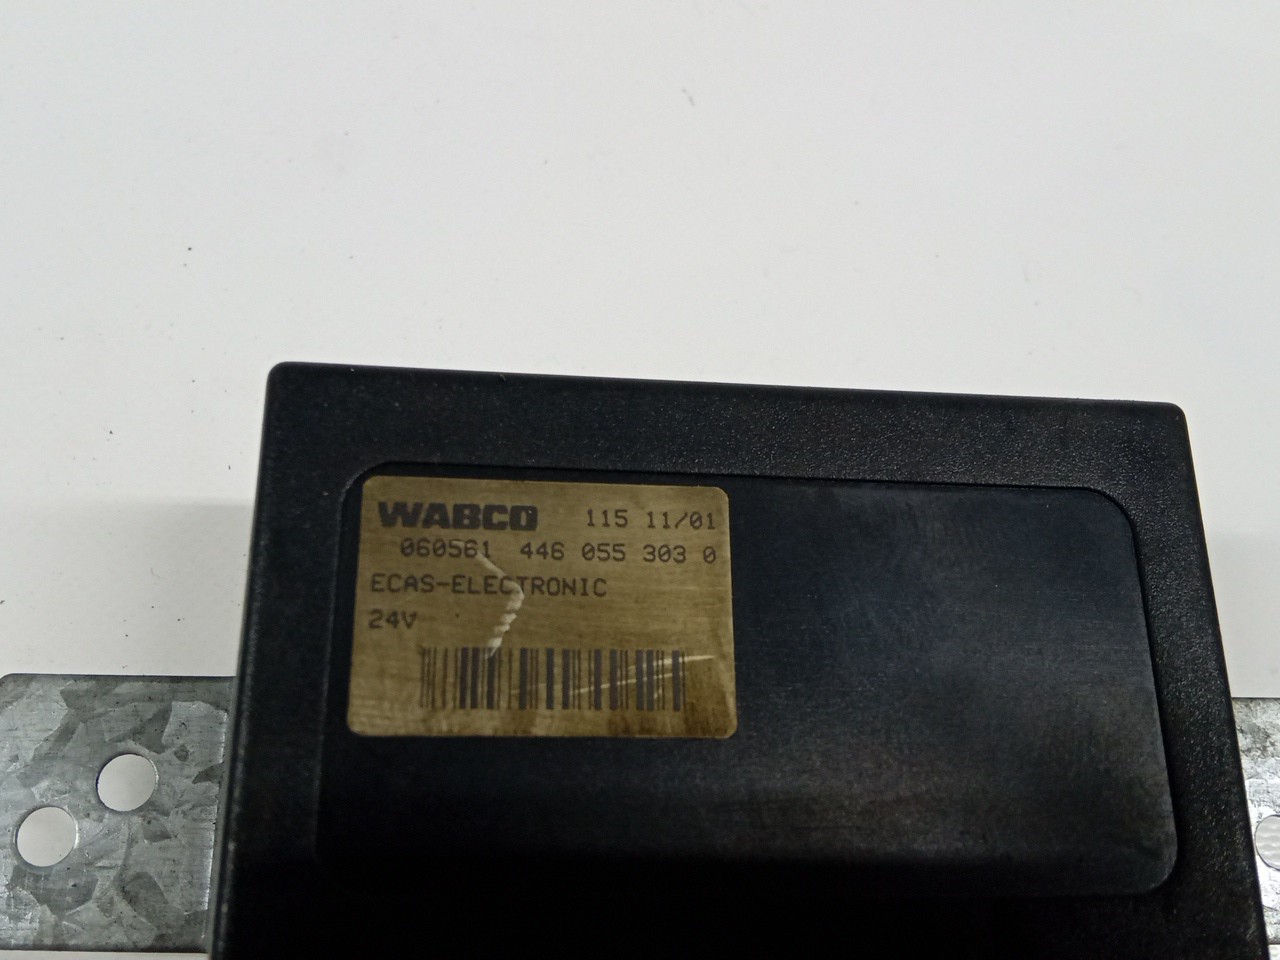 WABCO 115 11/01
060561 446 055 303 0
ECAS-ELECTRONIC
24V